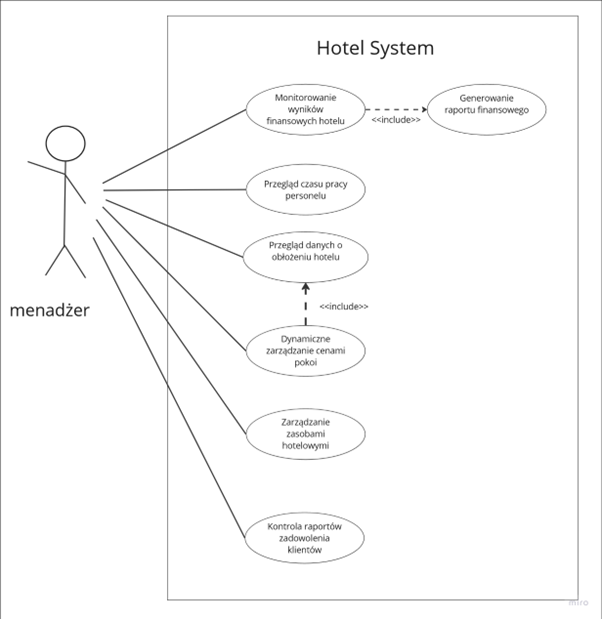 Hotel System
Monitorowanie
wyników
finansowych hotelu
<<include>>
Generowanie
raportu finansowego
Przegląd czasu pracy
personelu
Przegląd danych o
obłożeniu hotelu
<<include>>
menadżer
Dynamiczne
zarządzanie cenami
pokoi
Zarządzanie
zasobami
hotelowymi
Kontrola raportów
zadowolenia
klientów
miro